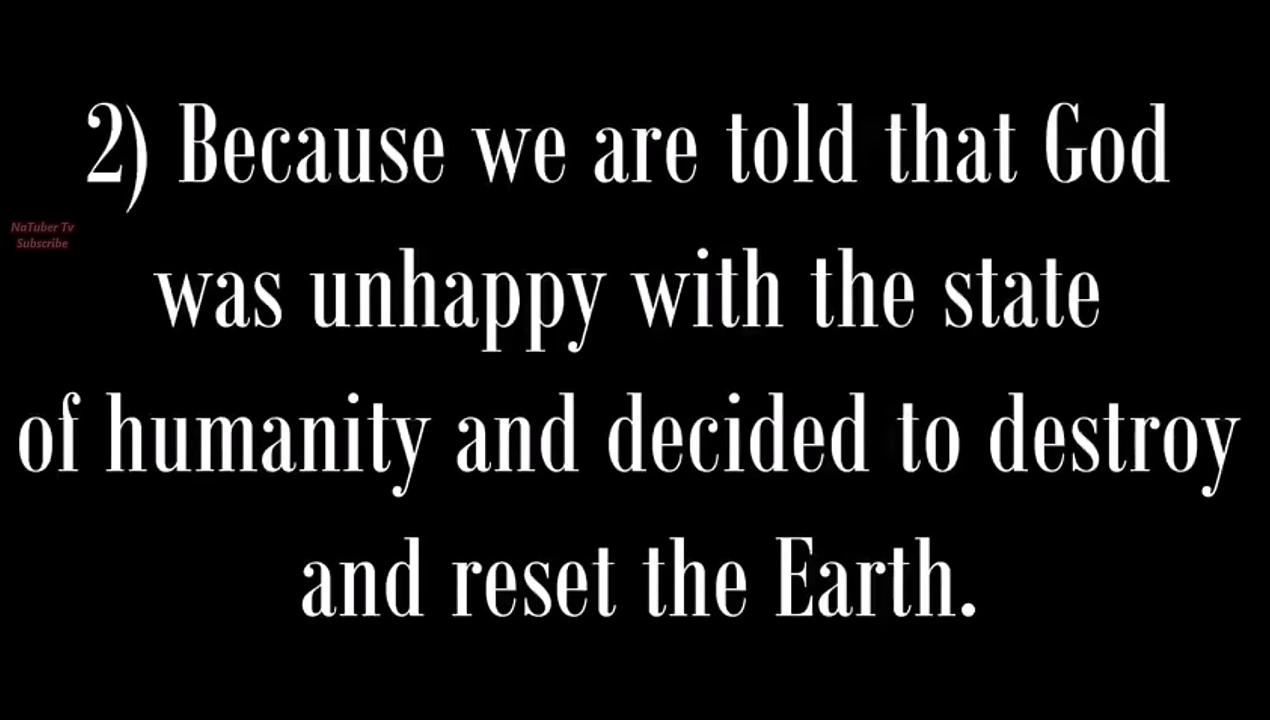 2) Because we are told that God
NaTuber Tv
Subscribe
was unhappy with the state
of humanity and decided to destroy
and reset the Earth.